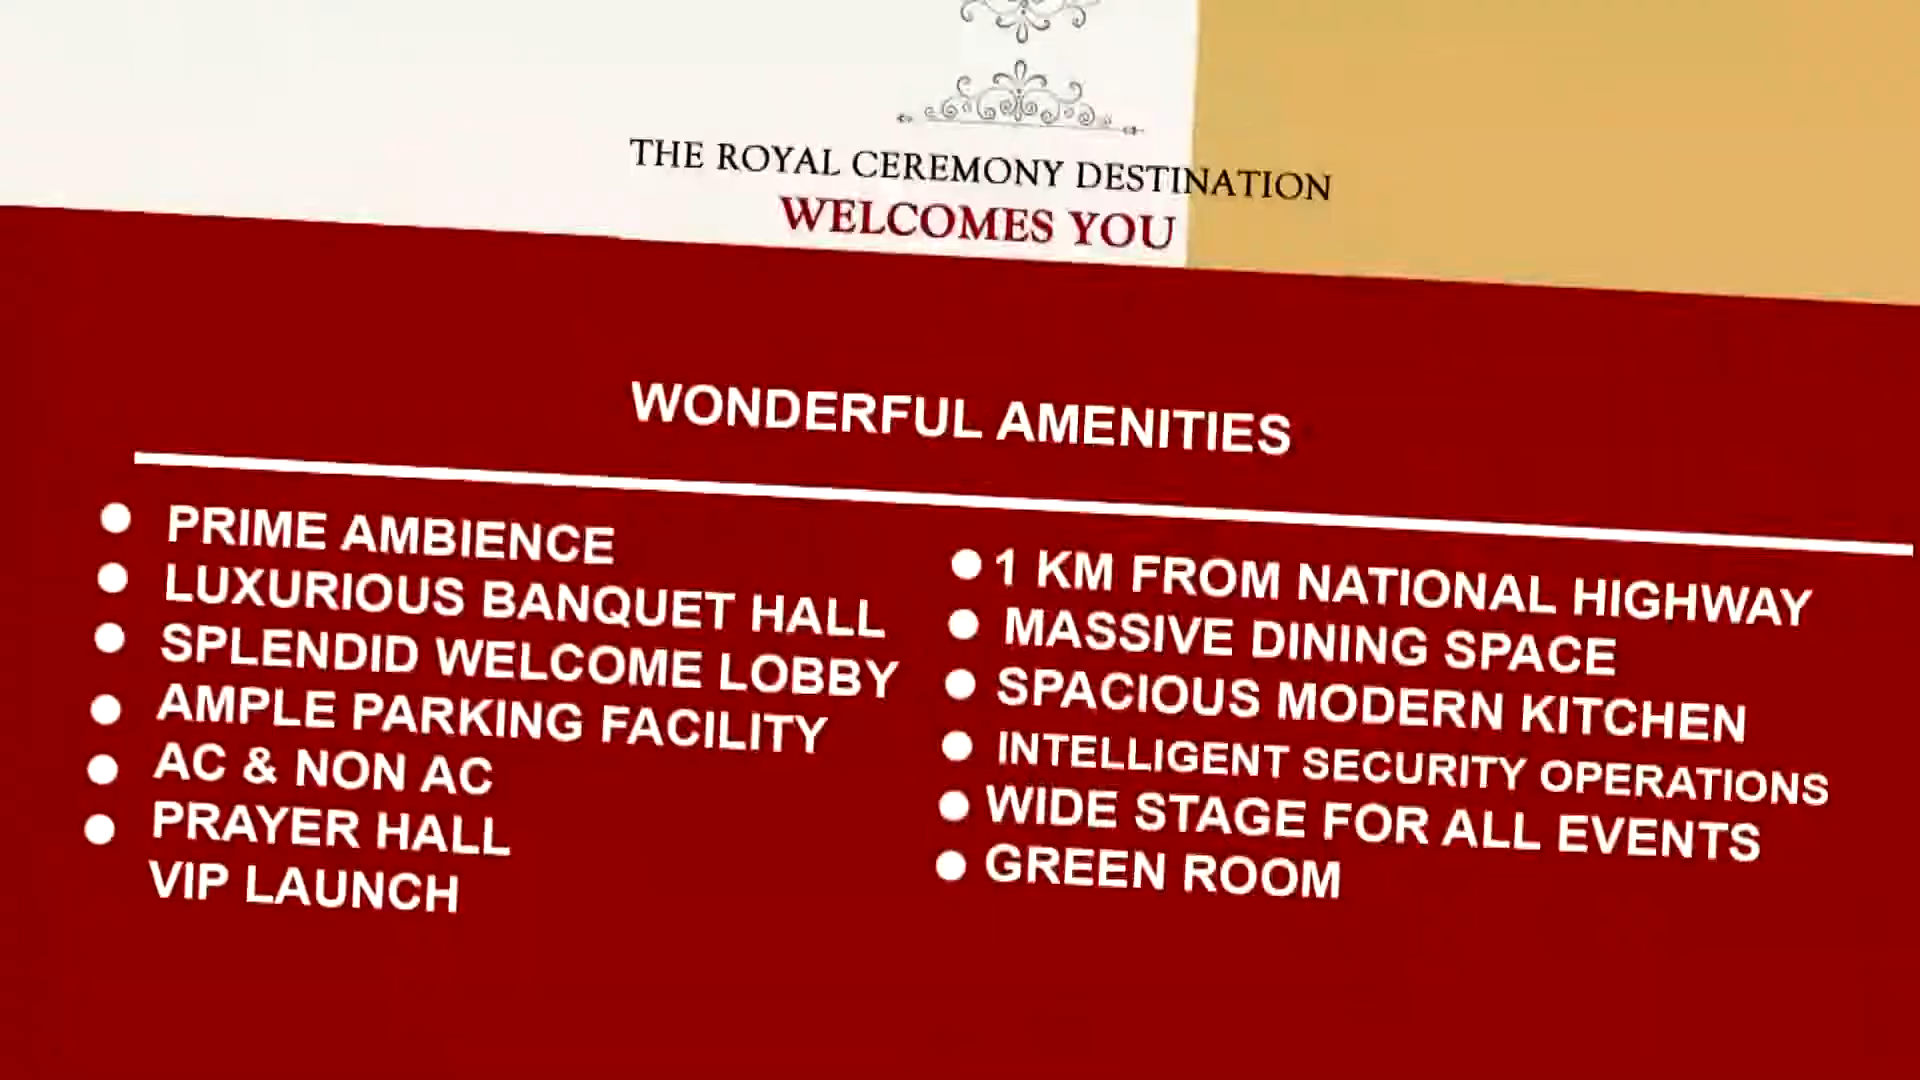 THE ROYAL CEREMONY DESTINATION
WELCOMES YOU
WONDERFUL AMENITIES
PRIME AMBIENCE
LUXURIOUS BANQUET HALL
SPLENDID WELCOME LOBBY
AMPLE PARKING FACILITY
AC & NON AC
PRAYER HALL
VIP LAUNCH
1 KM FROM NATIONAL HIGHWAY
MASSIVE DINING SPACE
SPACIOUS MODERN KITCHEN
INTELLIGENT SECURITY OPERATIONS
WIDE STAGE FOR ALL EVENTS
GREEN ROOM